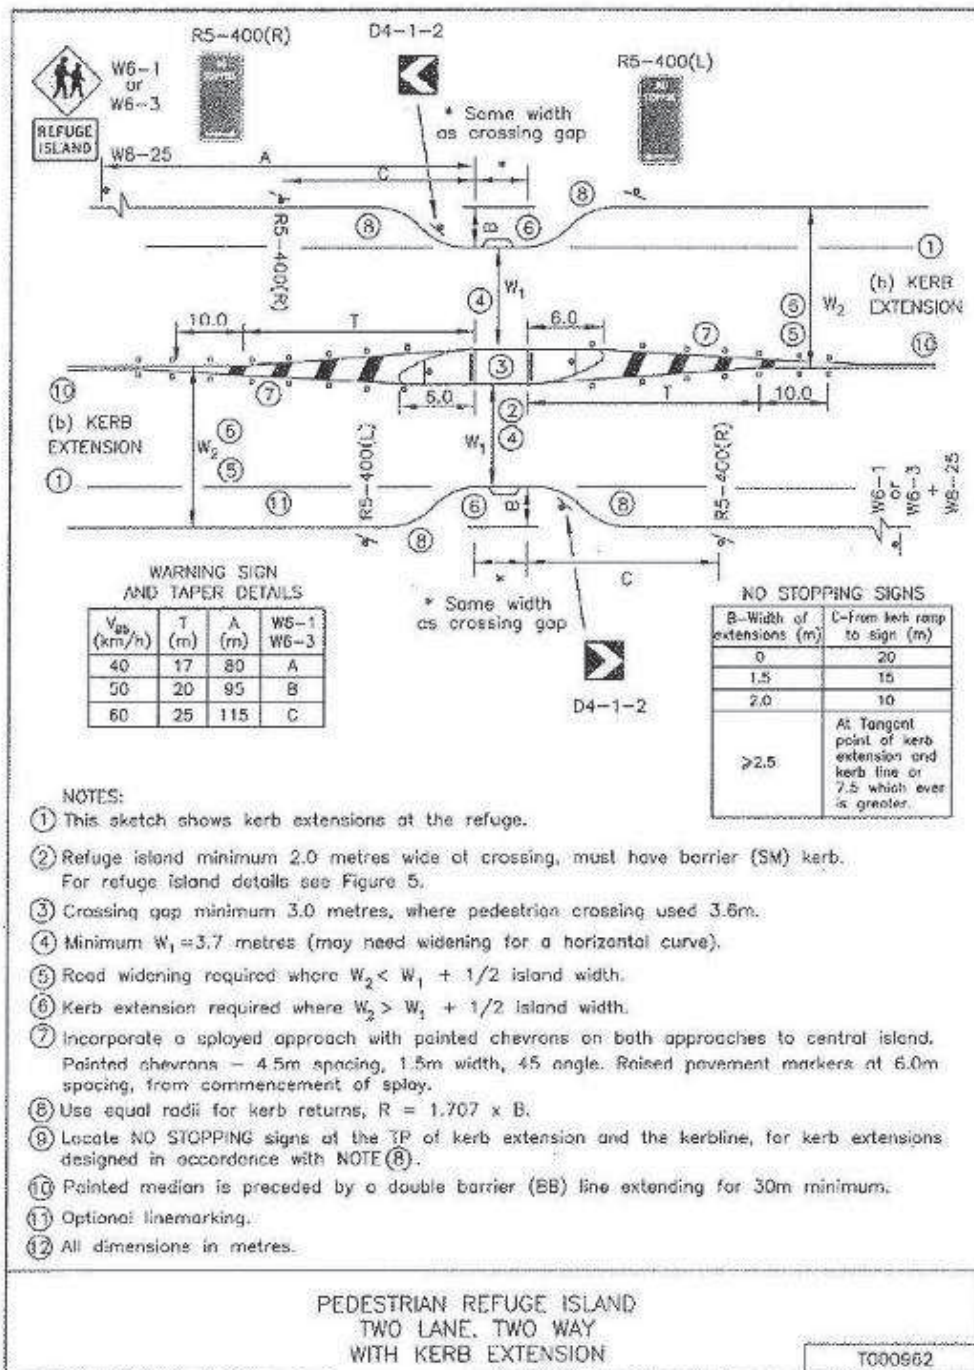 R5-400(R)
D4-1-2
R5-400(L)
W6-1
or
W6-3
REFUGE
ISLAND
W8-25
* Same width
as crossing gap
A
C
*
8
8
B
6
1
R5-400(R)
4
W1
W2
6
5
(b) KERB
EXTENSION
10.0
T
6.0
7
10
3
10
7
5.0
2
4
T
10.0
(b) KERB
EXTENSION
W2
6
5
W1
1
11
R5-400(L)
R5-400(R)
W6-1
or
W6-3
+
W8-25
6
B
8
8
*
C
WARNING SIGN
AND TAPER DETAILS
V85 (km/h) T (m) A (m) W6-1 W6-3
40 17 80 A
50 20 95 B
60 25 115 C
* Same width
as crossing gap
D4-1-2
NO STOPPING SIGNS
B-Width of extensions (m) C-From kerb ramp to sign (m)
0 20
1.5 15
2.0 10
⩾2.5 At Tangent
point of kerb
extension and
kerb line or
7.5 which ever
is greater.
NOTES:
1 This sketch shows kerb extensions at the refuge.
2 Refuge island minimum 2.0 metres wide at crossing, must have barrier (SM) kerb.
For refuge island details see Figure 5.
3 Crossing gap minimum 3.0 metres, where pedestrian crossing used 3.6m.
4 Minimum W1=3.7 metres (may need widening for a horizontal curve).
5 Road widening required where W2 < W1 + 1/2 island width.
6 Kerb extension required where W2 > W1 + 1/2 island width.
7 Incorporate a splayed approach with painted chevrons on both approaches to central island.
Painted chevrons – 4.5m spacing, 1.5m width, 45 angle. Raised pavement markers at 6.0m
spacing, from commencement of splay.
8 Use equal radii for kerb returns, R = 1.707 x B.
9 Locate NO STOPPING signs at the TP of kerb extension and the kerbline, for kerb extensions
designed in accordance with NOTE 8.
10 Painted median is preceded by a double barrier (BB) line extending for 30m minimum.
11 Optional linemarking.
12 All dimensions in metres.
PEDESTRIAN REFUGE ISLAND
TWO LANE, TWO WAY
WITH KERB EXTENSION
T000962